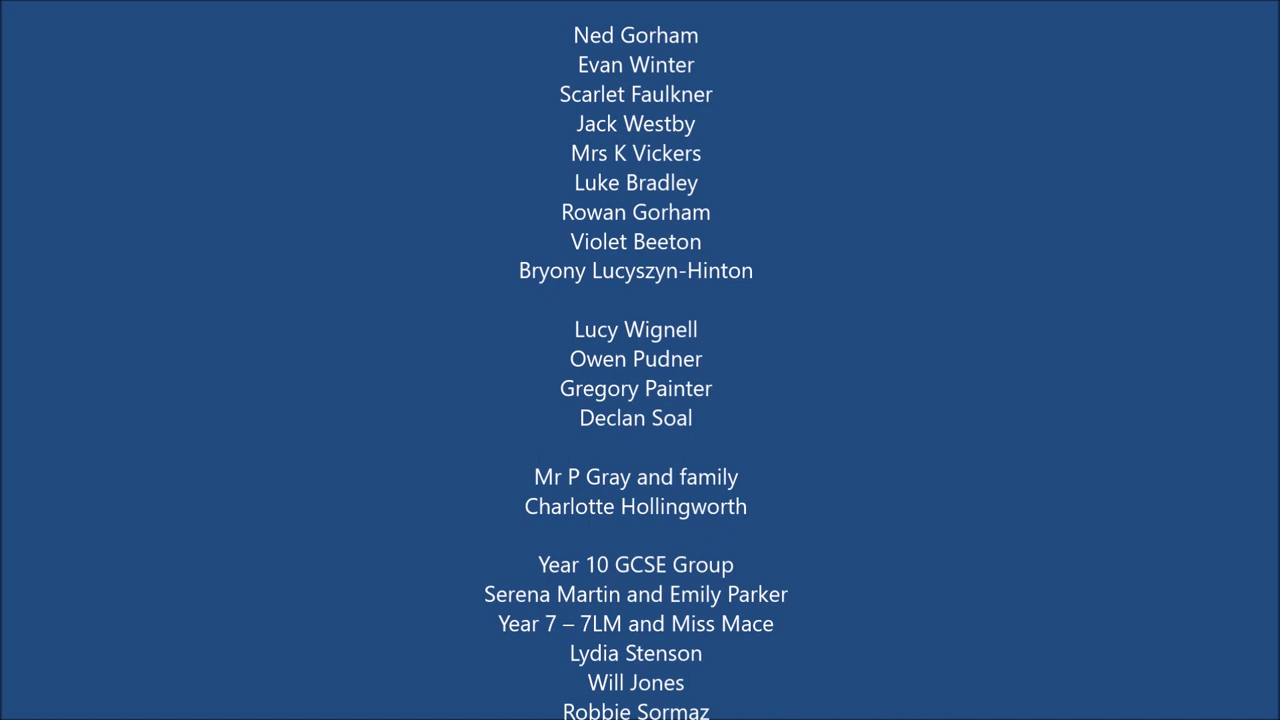 Ned Gorham
Evan Winter
Scarlet Faulkner
Jack Westby
Mrs K Vickers
Luke Bradley
Rowan Gorham
Violet Beeton
Bryony Lucyszyn-Hinton
Lucy Wignell
Owen Pudner
Gregory Painter
Declan Soal
Mr P Gray and family
Charlotte Hollingworth
Year 10 GCSE Group
Serena Martin and Emily Parker
Year 7 – 7LM and Miss Mace
Lydia Stenson
Will Jones
Robbie Sormaz